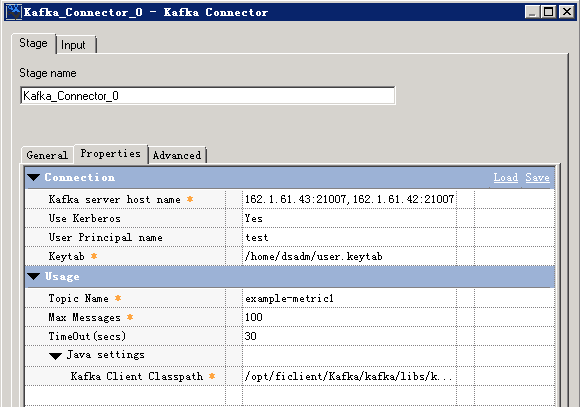 Kafka_Connector_0 - Kafka Connector
Stage Input
Stage name
Kafka_Connector_0
General Properties Advanced
Connection Load Save
Kafka server host name * 162.1.61.43:21007,162.1.61.42:21007
Use Kerberos Yes
User Principal name test
Keytab * /home/dsadm/user.keytab
Usage
Topic Name * example-metric1
Max Messages * 100
TimeOut(secs) 30
Java settings
Kafka Client Classpath * /opt/ficlient/Kafka/kafka/libs/k...